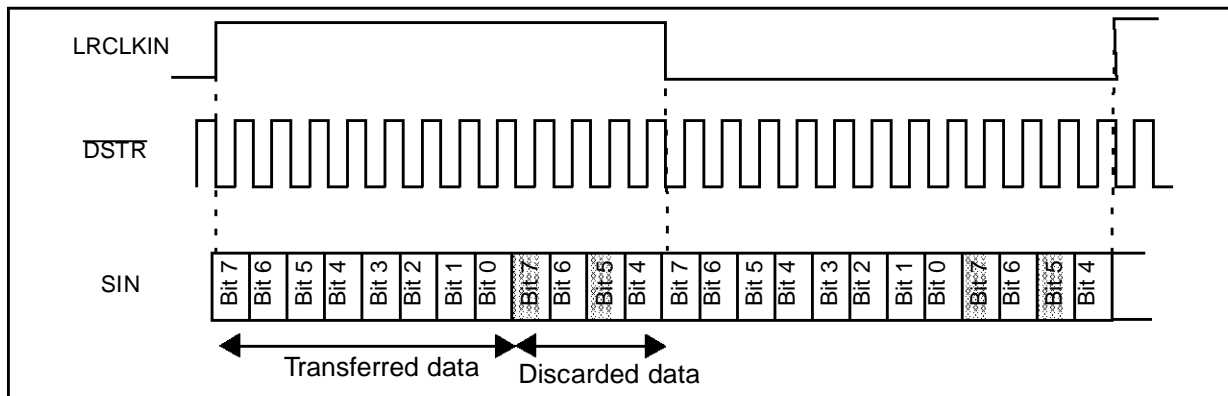 LRCLKIN
DSTR
SIN
Bit 7 Bit 6 Bit 5 Bit 4 Bit 3 Bit 2 Bit 1 Bit 0 Bit 7 Bit 6 Bit 5 Bit 4 Bit 7 Bit 6 Bit 5 Bit 4 Bit 3 Bit 2 Bit 1 Bit 0 Bit 7 Bit 6 Bit 5 Bit 4
Transferred data Discarded data